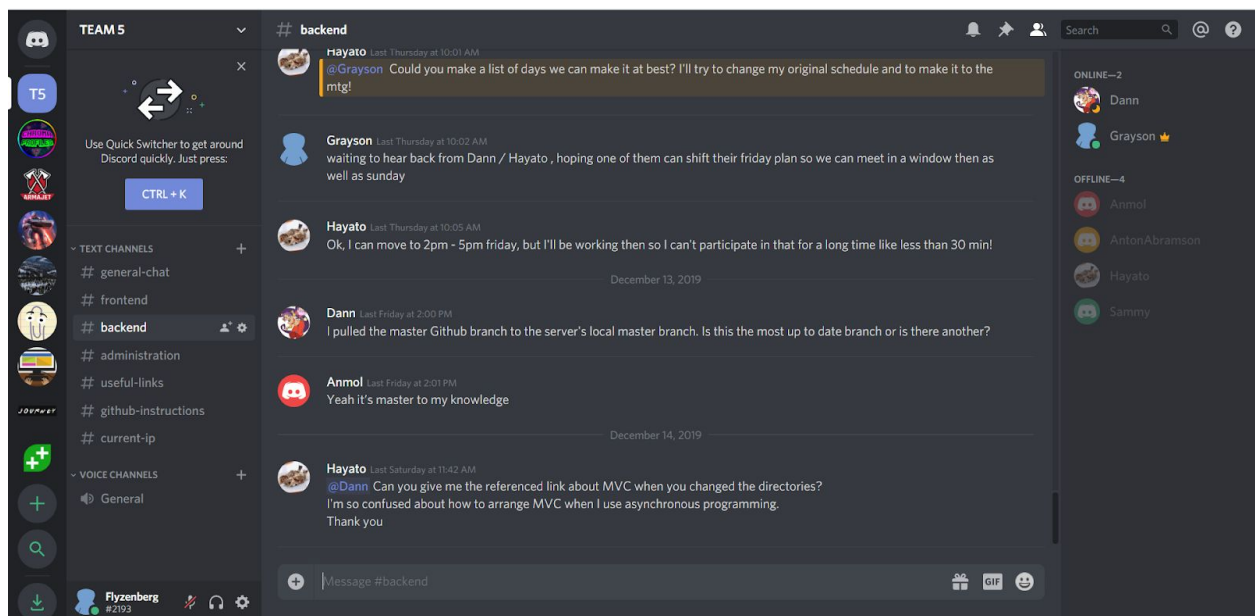 TEAM 5
# backend
Search
T5
Use Quick Switcher to get around
Discord quickly. Just press:
CTRL + K
ARMAJET
TEXT CHANNELS
# general-chat
# frontend
# backend
# administration
# useful-links
# github-instructions
# current-ip
VOICE CHANNELS
General
Flyzenberg
#2193
Hayato Last Thursday at 10:01 AM
@Grayson Could you make a list of days we can make it at best? I'll try to change my original schedule and to make it to the
mtg!
Grayson Last Thursday at 10:02 AM
waiting to hear back from Dann / Hayato , hoping one of them can shift their friday plan so we can meet in a window then as
well as sunday
Hayato Last Thursday at 10:05 AM
Ok, I can move to 2pm - 5pm friday, but I'll be working then so I can't participate in that for a long time like less than 30 min!
December 13, 2019
Dann Last Friday at 2:00 PM
I pulled the master Github branch to the server's local master branch. Is this the most up to date branch or is there another?
Anmol Last Friday at 2:01 PM
Yeah it's master to my knowledge
December 14, 2019
Hayato Last Saturday at 11:42 AM
@Dann Can you give me the referenced link about MVC when you changed the directories?
I'm so confused about how to arrange MVC when I use asynchronous programming.
Thank you
Message #backend
GIF
ONLINE—2
Dann
Grayson
OFFLINE—4
Anmol
AntonAbramson
Hayato
Sammy